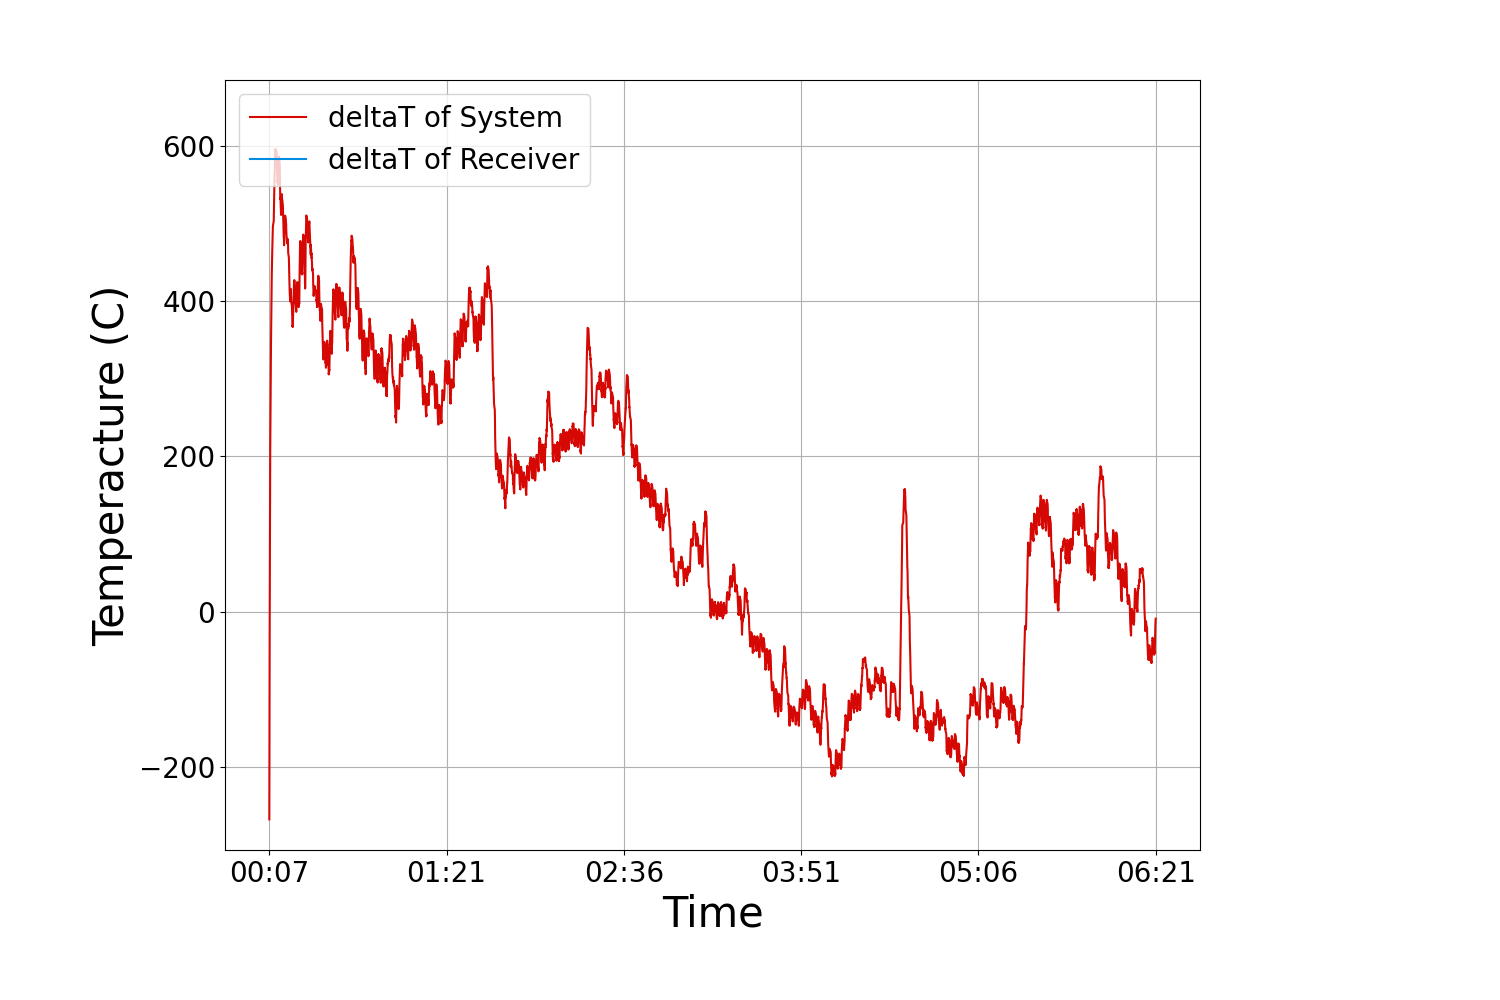 deltaT of System
deltaT of Receiver
600
400
200
0
−200
Temperacture (C)
00:07 01:21 02:36 03:51 05:06 06:21
Time